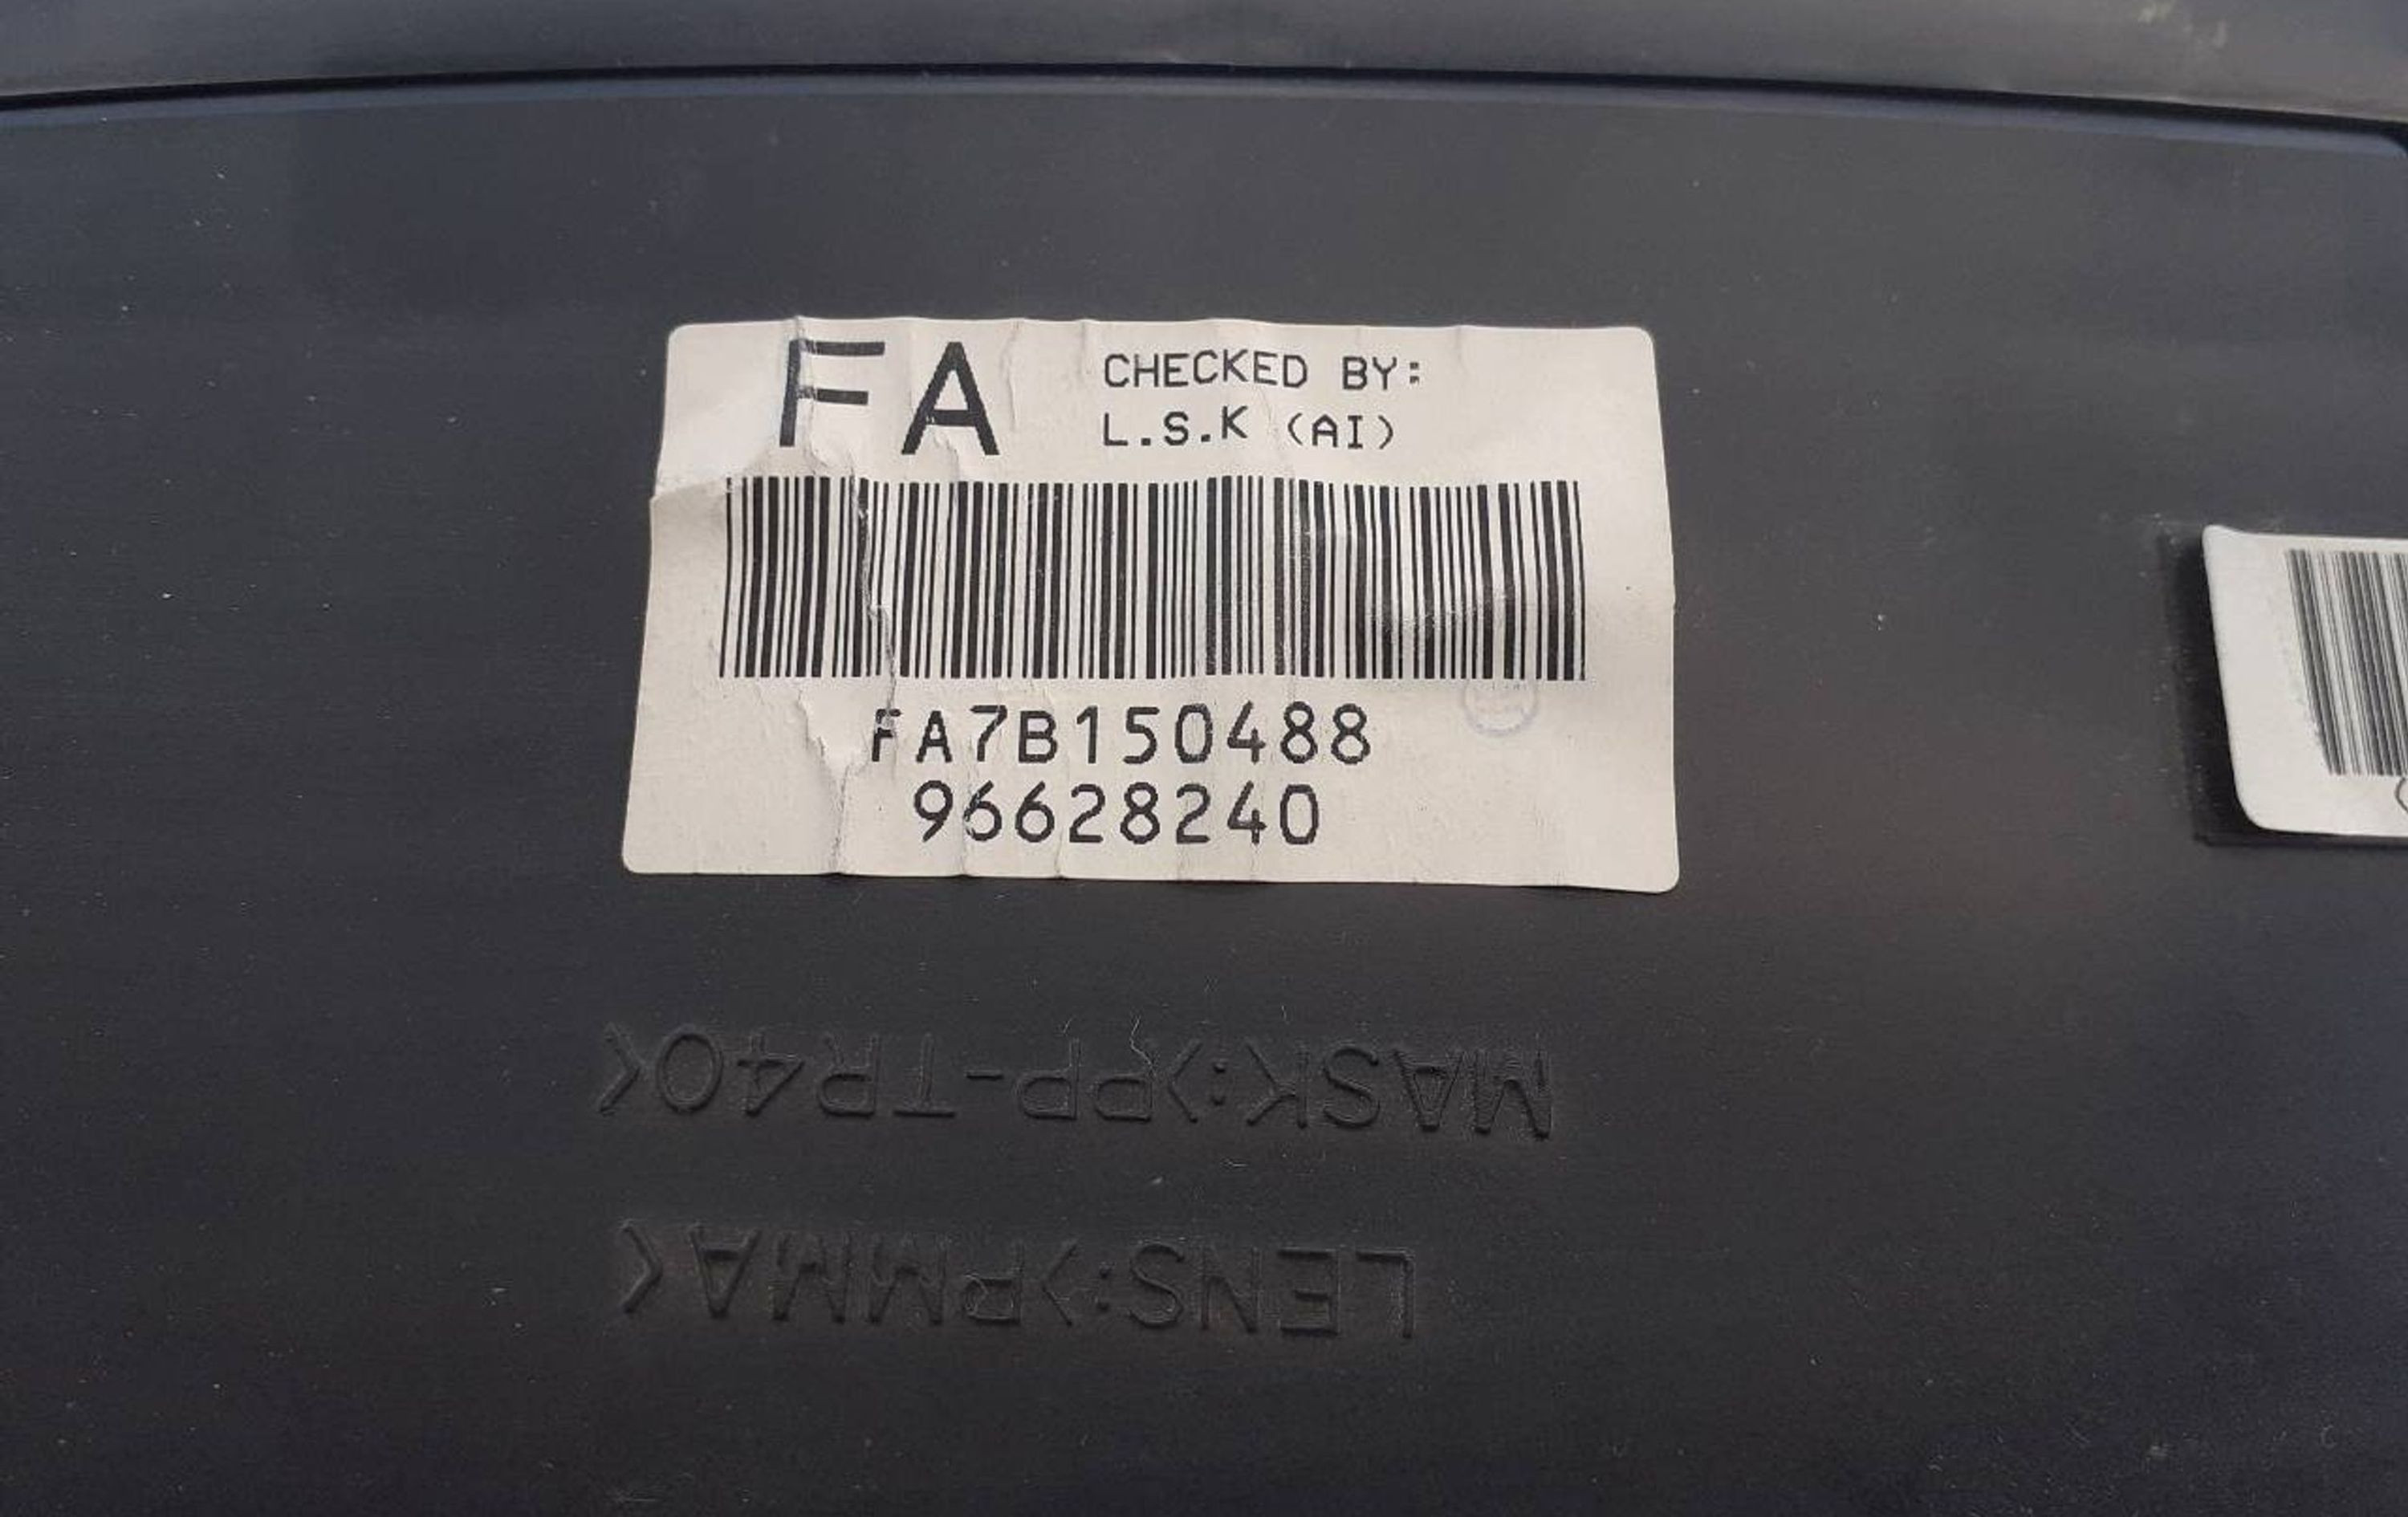 FA
CHECKED BY:
L.S.K (AI)
FA7B150488
96628240
MASK:>PP-TR40<
LENS:>PMMA<